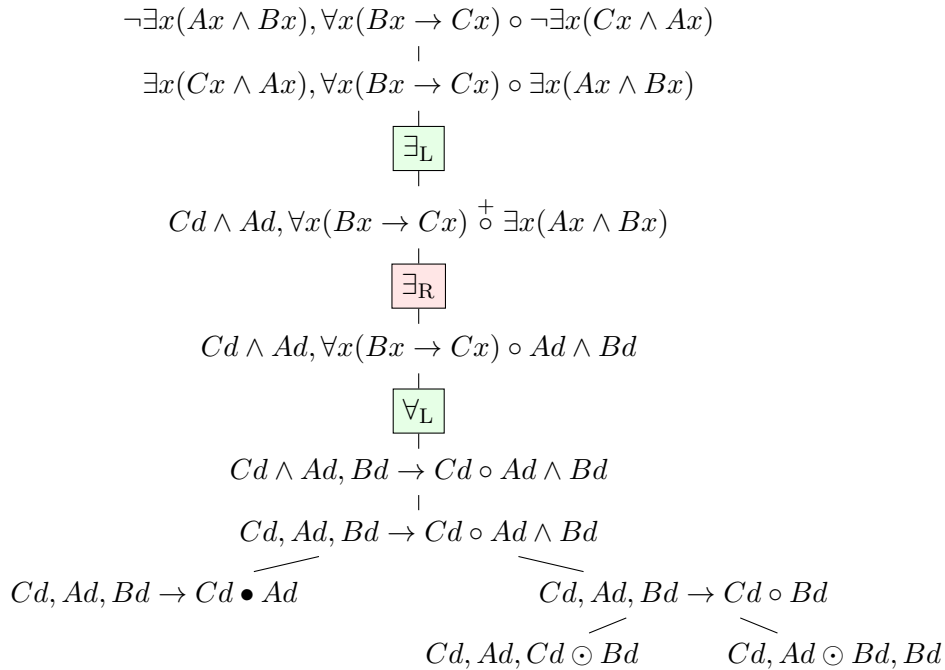 ¬∃x(Ax ∧ Bx), ∀x(Bx → Cx) ∘ ¬∃x(Cx ∧ Ax)
∃x(Cx ∧ Ax), ∀x(Bx → Cx) ∘ ∃x(Ax ∧ Bx)
∃L
Cd ∧ Ad, ∀x(Bx → Cx) +∘ ∃x(Ax ∧ Bx)
∃R
Cd ∧ Ad, ∀x(Bx → Cx) ∘ Ad ∧ Bd
∀L
Cd ∧ Ad, Bd → Cd ∘ Ad ∧ Bd
Cd, Ad, Bd → Cd ∘ Ad ∧ Bd
Cd, Ad, Bd → Cd • Ad
Cd, Ad, Bd → Cd ∘ Bd
Cd, Ad, Cd ⊙ Bd
Cd, Ad ⊙ Bd, Bd